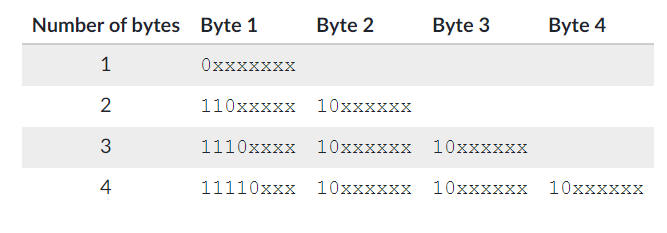 Number of bytes Byte 1 Byte 2 Byte 3 Byte 4
1 0xxxxxxx
2 110xxxxx 10xxxxxx
3 1110xxxx 10xxxxxx 10xxxxxx
4 11110xxx 10xxxxxx 10xxxxxx 10xxxxxx